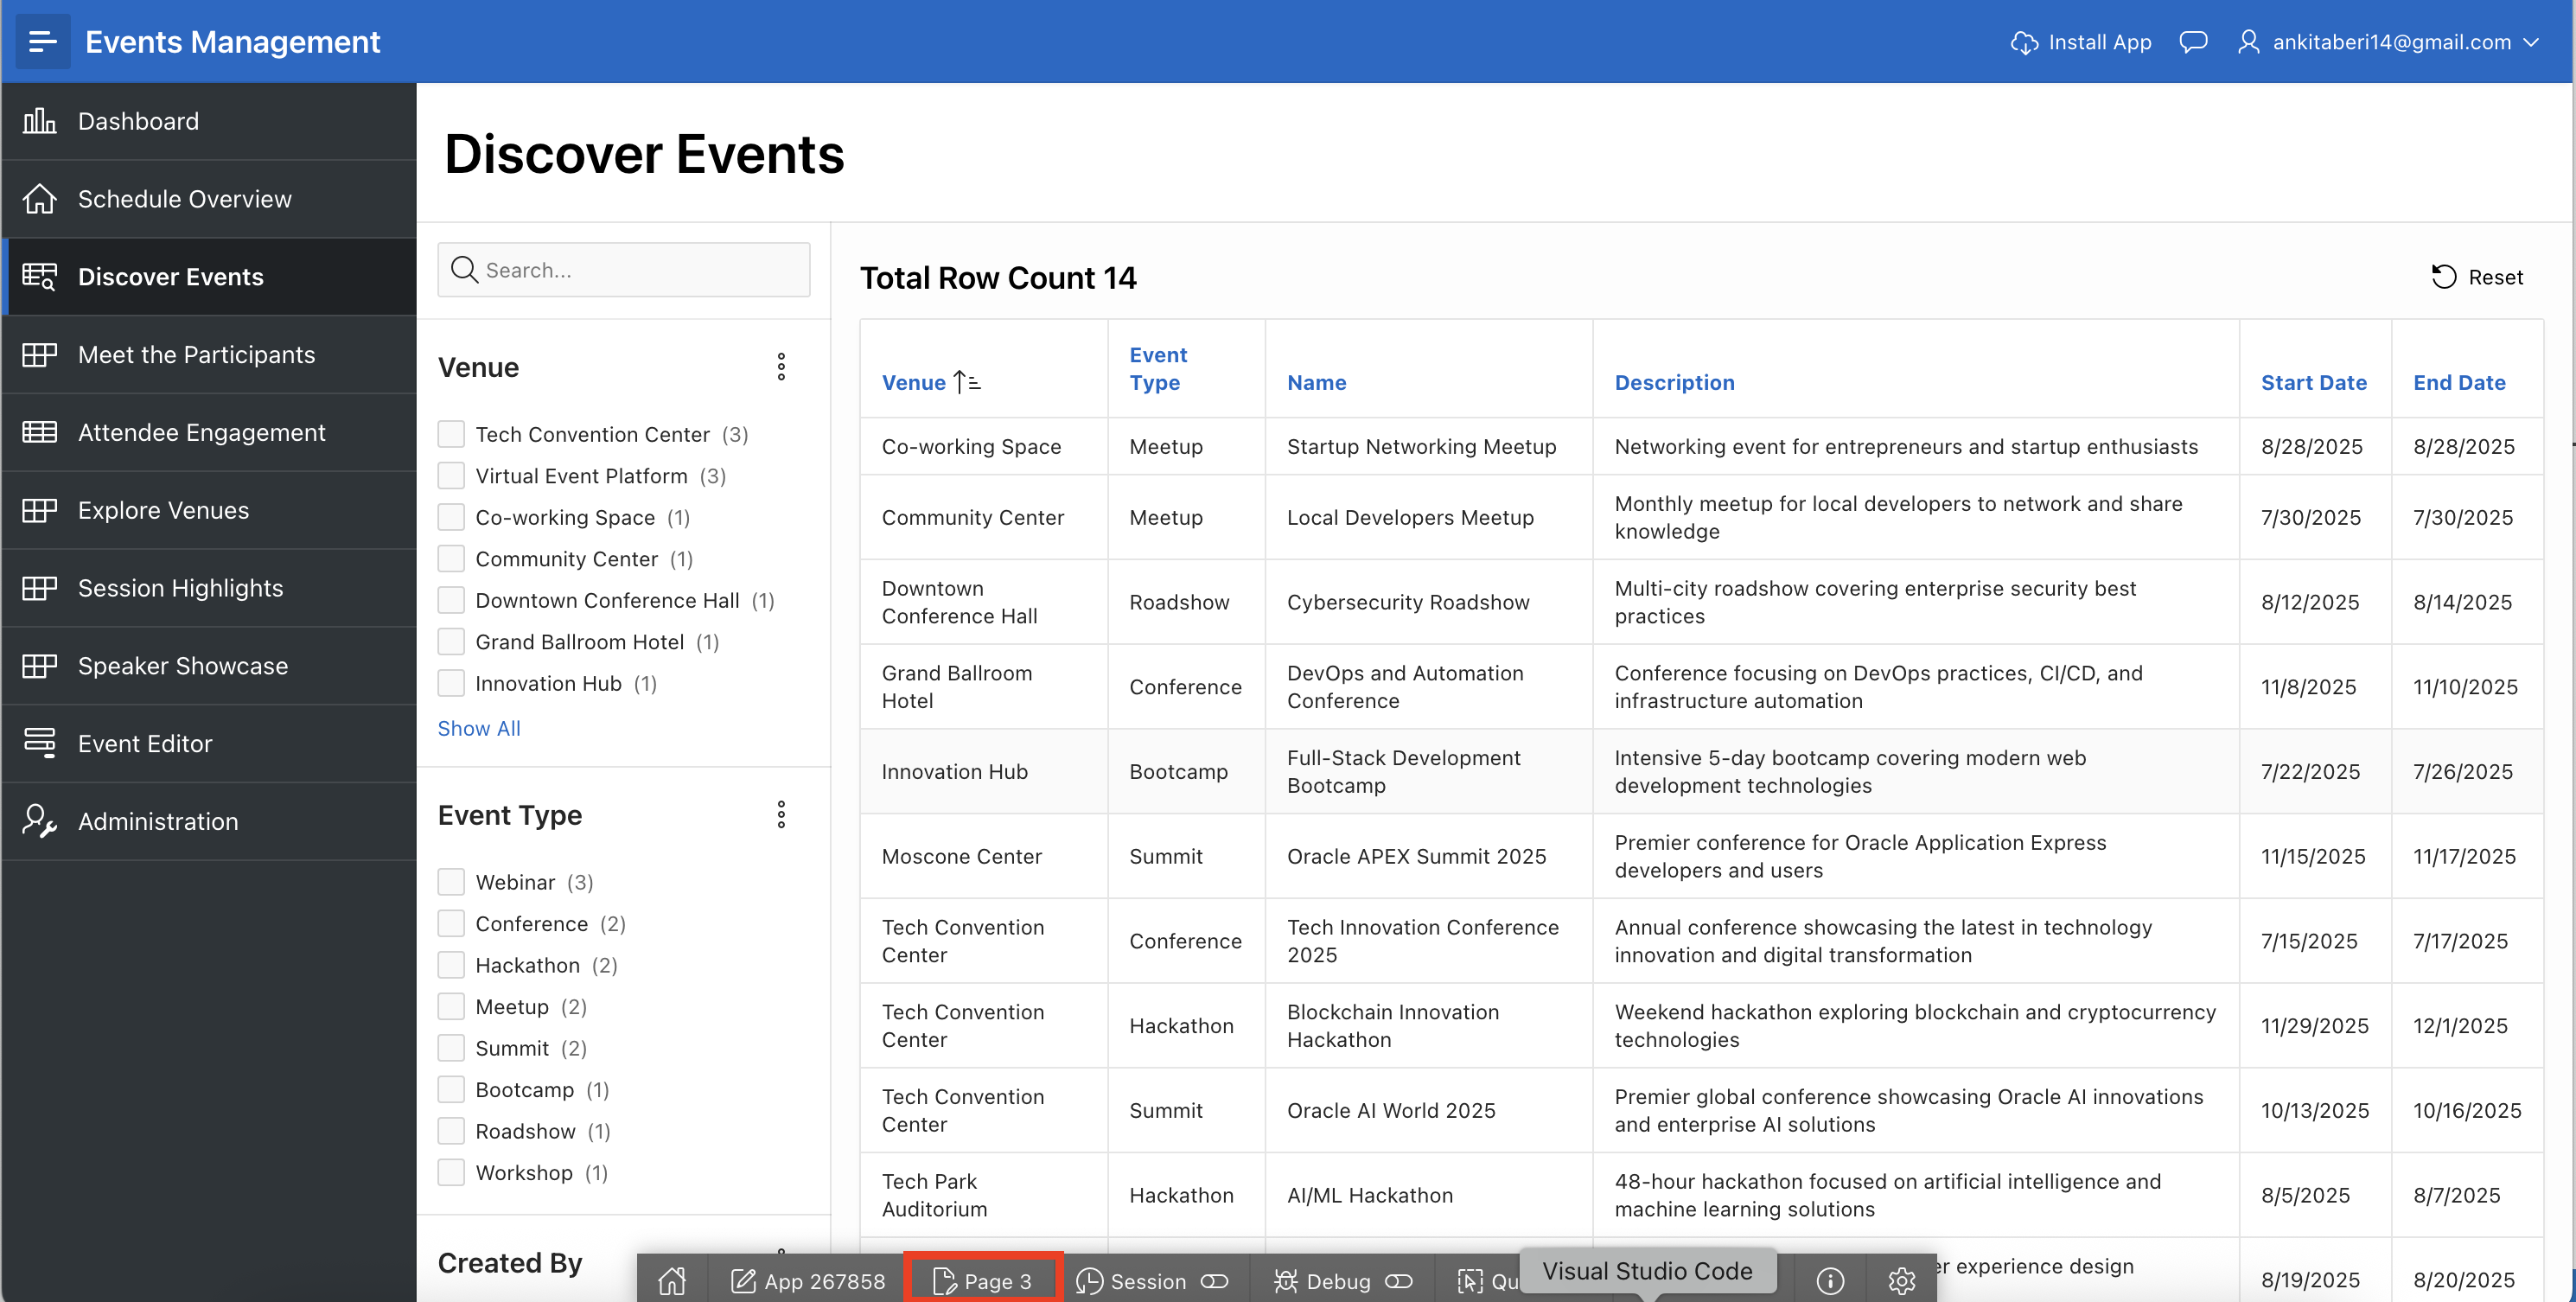 Events Management
Install App
ankitaberi14@gmail.com
Dashboard
Schedule Overview
Discover Events
Meet the Participants
Attendee Engagement
Explore Venues
Session Highlights
Speaker Showcase
Event Editor
Administration
Discover Events
Search...
Venue
Tech Convention Center (3)
Virtual Event Platform (3)
Co-working Space (1)
Community Center (1)
Downtown Conference Hall (1)
Grand Ballroom Hotel (1)
Innovation Hub (1)
Show All
Event Type
Webinar (3)
Conference (2)
Hackathon (2)
Meetup (2)
Summit (2)
Bootcamp (1)
Roadshow (1)
Workshop (1)
Created By
Total Row Count 14
Reset
Venue
Event
Type
Name
Description
Start Date
End Date
Co-working Space
Meetup
Startup Networking Meetup
Networking event for entrepreneurs and startup enthusiasts
8/28/2025
8/28/2025
Community Center
Meetup
Local Developers Meetup
Monthly meetup for local developers to network and share
knowledge
7/30/2025
7/30/2025
Downtown
Conference Hall
Roadshow
Cybersecurity Roadshow
Multi-city roadshow covering enterprise security best
practices
8/12/2025
8/14/2025
Grand Ballroom
Hotel
Conference
DevOps and Automation
Conference
Conference focusing on DevOps practices, CI/CD, and
infrastructure automation
11/8/2025
11/10/2025
Innovation Hub
Bootcamp
Full-Stack Development
Bootcamp
Intensive 5-day bootcamp covering modern web
development technologies
7/22/2025
7/26/2025
Moscone Center
Summit
Oracle APEX Summit 2025
Premier conference for Oracle Application Express
developers and users
11/15/2025
11/17/2025
Tech Convention
Center
Conference
Tech Innovation Conference
2025
Annual conference showcasing the latest in technology
innovation and digital transformation
7/15/2025
7/17/2025
Tech Convention
Center
Hackathon
Blockchain Innovation
Hackathon
Weekend hackathon exploring blockchain and cryptocurrency
technologies
11/29/2025
12/1/2025
Tech Convention
Center
Summit
Oracle AI World 2025
Premier global conference showcasing Oracle AI innovations
and enterprise AI solutions
10/13/2025
10/16/2025
Tech Park
Auditorium
Hackathon
AI/ML Hackathon
48-hour hackathon focused on artificial intelligence and
machine learning solutions
8/5/2025
8/7/2025
er experience design
8/19/2025
8/20/2025
App 267858
Page 3
Session
Debug
Qu
Visual Studio Code